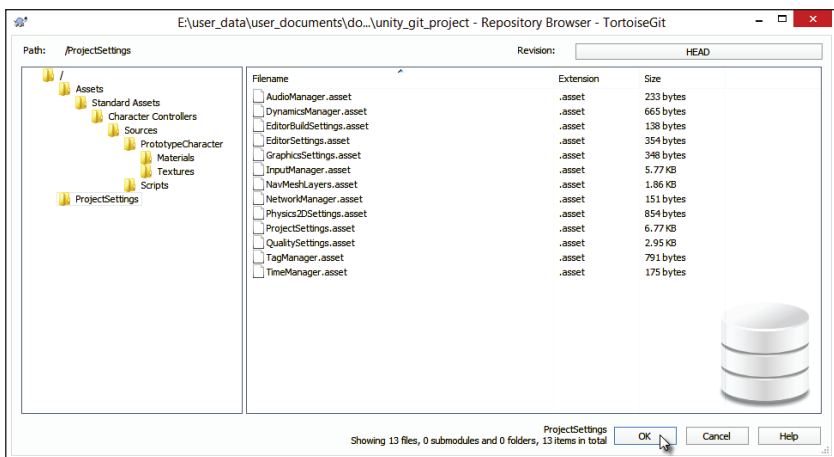 E:\user_data\user_documents\do...\unity_git_project - Repository Browser - TortoiseGit
Path: /ProjectSettings Revision: HEAD
/
Assets
Standard Assets
Character Controllers
Sources
PrototypeCharacter
Materials
Textures
Scripts
ProjectSettings
Filename Extension Size
AudioManager.asset .asset 233 bytes
DynamicsManager.asset .asset 665 bytes
EditorBuildSettings.asset .asset 138 bytes
EditorSettings.asset .asset 354 bytes
GraphicsSettings.asset .asset 348 bytes
InputManager.asset .asset 5.77 KB
NavMeshLayers.asset .asset 1.86 KB
NetworkManager.asset .asset 151 bytes
Physics2DSettings.asset .asset 854 bytes
ProjectSettings.asset .asset 6.77 KB
QualitySettings.asset .asset 2.95 KB
TagManager.asset .asset 791 bytes
TimeManager.asset .asset 175 bytes
ProjectSettings
Showing 13 files, 0 submodules and 0 folders, 13 items in total
OK Cancel Help